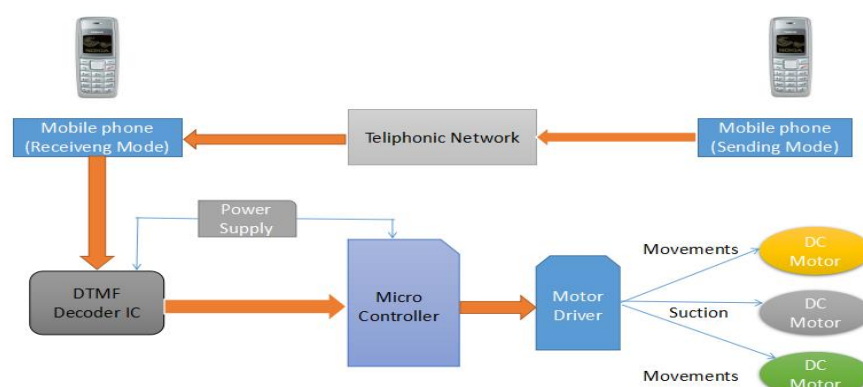 Mobile phone
(Receiveng Mode)
Teliphonic Network
Mobile phone
(Sending Mode)
Power
Supply
DTMF
Decoder IC
Micro
Controller
Motor
Driver
Movements
DC
Motor
Suction
DC
Motor
Movements
DC
Motor